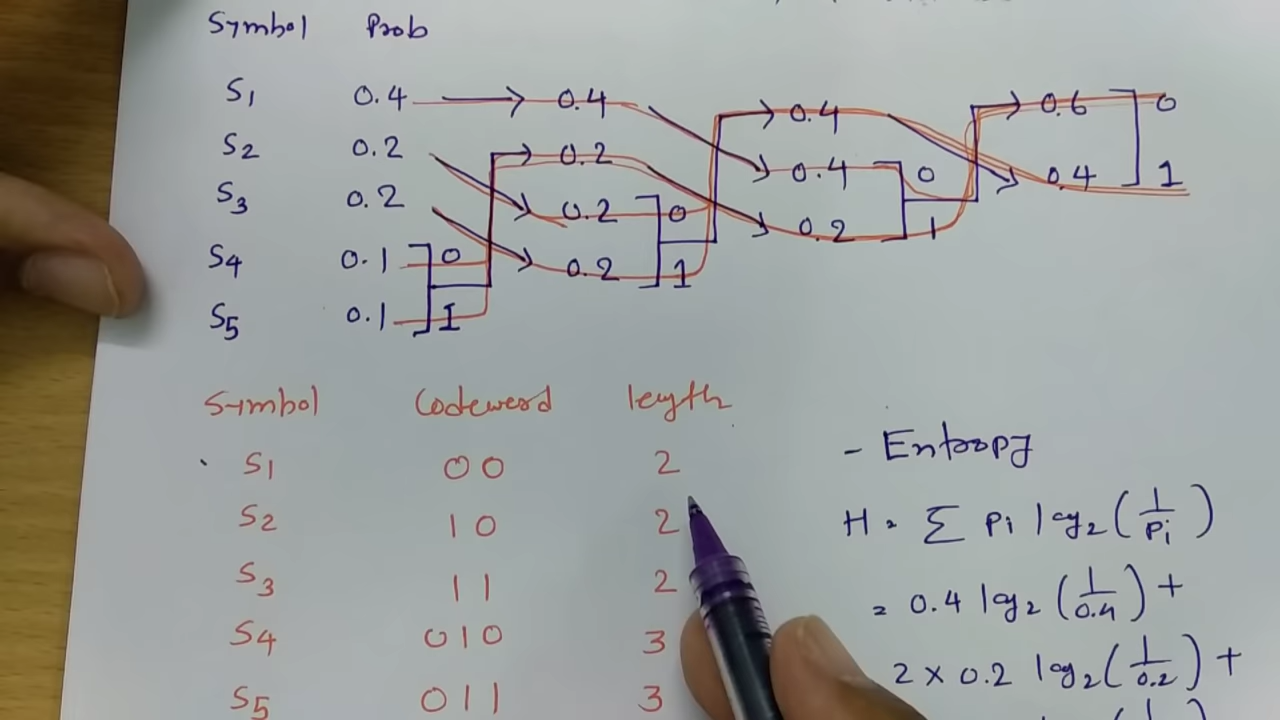 Symbol Prob
S1 0.4 0.4 0.4 0.6 0
S2 0.2 0.2 0.4 0 0.4 1
S3 0.2 0.2 0 0.2 1
S4 0.1 0 0.2 1
S5 0.1 1
Symbol Codeword length
S1 00 2
S2 10 2
S3 11 2
S4 010 3
S5 011 3
- Entropy
H = Σ Pi log2 (1/Pi)
= 0.4 log2 (1/0.4) +
2 × 0.2 log2 (1/0.2) +